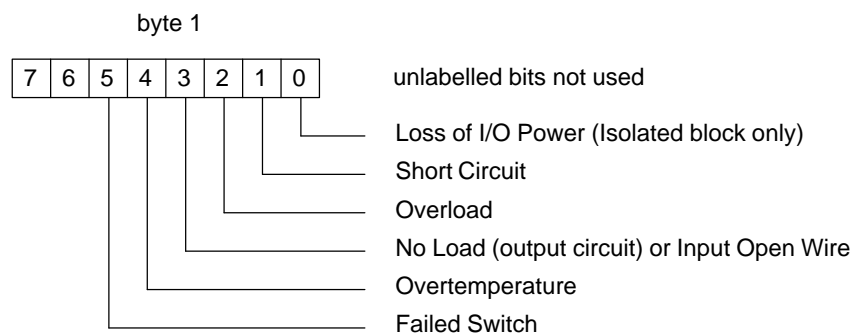 byte 1
7 6 5 4 3 2 1 0 unlabelled bits not used
Loss of I/O Power (Isolated block only)
Short Circuit
Overload
No Load (output circuit) or Input Open Wire
Overtemperature
Failed Switch